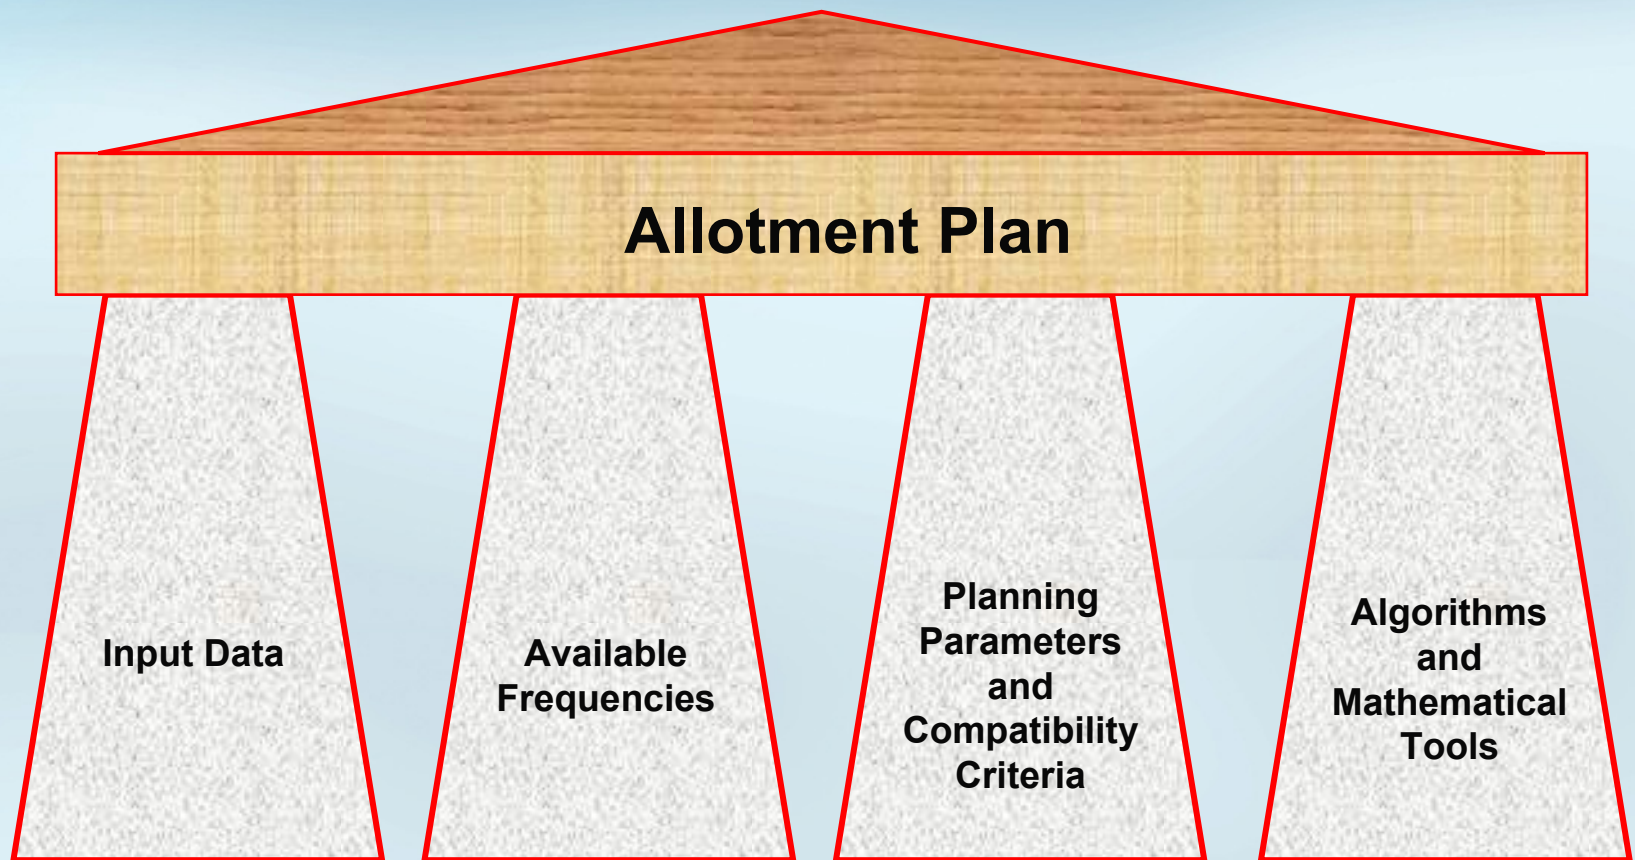 Allotment Plan
Input Data
Available
Frequencies
Planning
Parameters
and
Compatibility
Criteria
Algorithms
and
Mathematical
Tools